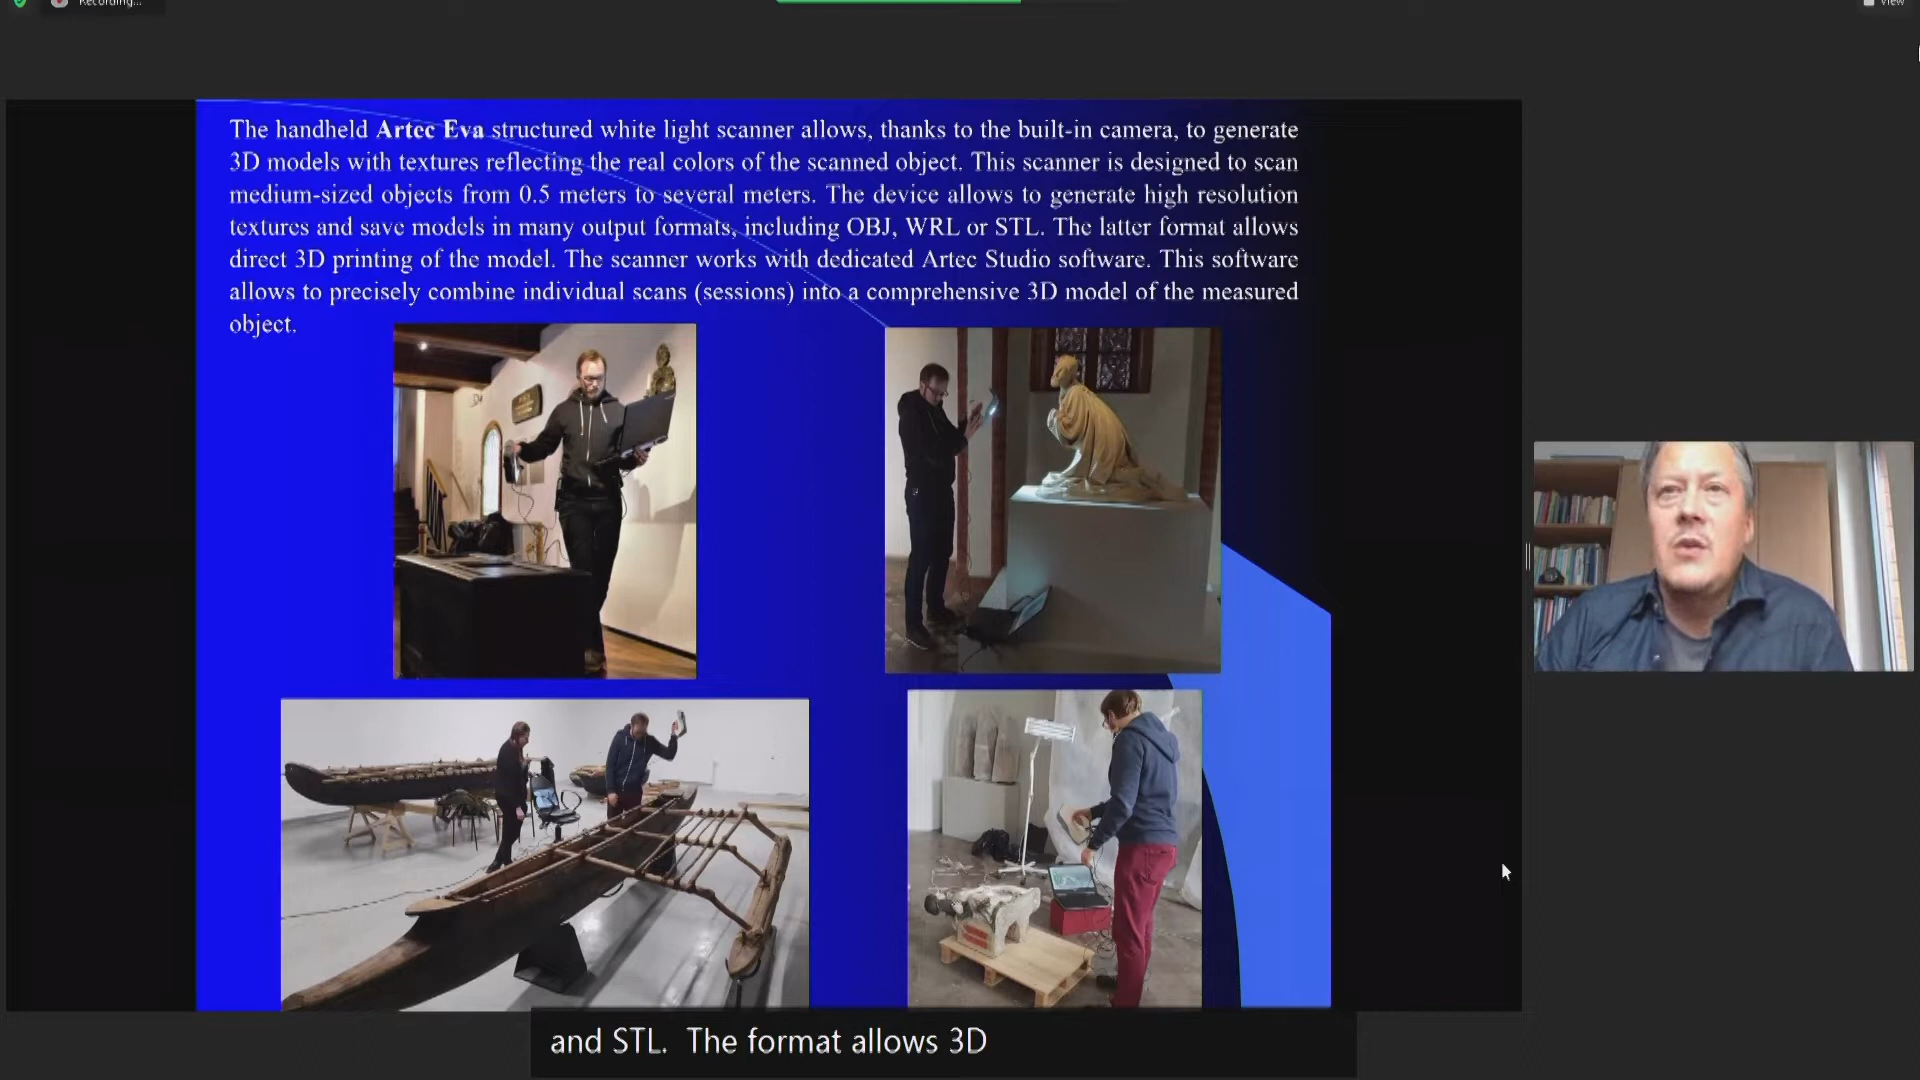 Recording...
View
The handheld Artec Eva structured white light scanner allows, thanks to the built-in camera, to generate
3D models with textures reflecting the real colors of the scanned object. This scanner is designed to scan
medium-sized objects from 0.5 meters to several meters. The device allows to generate high resolution
textures and save models in many output formats, including OBJ, WRL or STL. The latter format allows
direct 3D printing of the model. The scanner works with dedicated Artec Studio software. This software
allows to precisely combine individual scans (sessions) into a comprehensive 3D model of the measured
object.
and STL. The format allows 3D